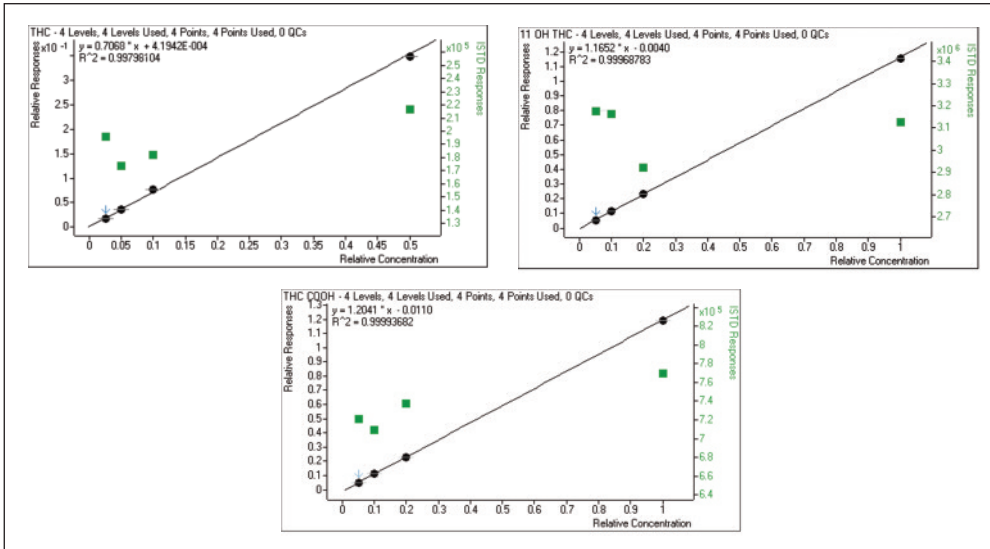 THC - 4 Levels, 4 Levels Used, 4 Points, 4 Points Used, 0 QCs
x10 -1
y = 0.7068 * x + 4.1942E-004
R^2 = 0.99798104
Relative Responses
3
2.5
2
1.5
1
0.5
0
0 0.05 0.1 0.15 0.2 0.25 0.3 0.35 0.4 0.45 0.5
Relative Concentration
x10 5
2.6
2.5
2.4
2.3
2.2
2.1
2
1.9
1.8
1.7
1.6
1.5
1.4
1.3
ISTD Responses
11 OH THC - 4 Levels, 4 Levels Used, 4 Points, 4 Points Used, 0 QCs
y = 1.1652 * x - 0.0040
R^2 = 0.99968783
Relative Responses
1.2
1.1
1
0.9
0.8
0.7
0.6
0.5
0.4
0.3
0.2
0.1
0
0 0.1 0.2 0.3 0.4 0.5 0.6 0.7 0.8 0.9 1
Relative Concentration
x10 6
3.4
3.3
3.2
3.1
3
2.9
2.8
2.7
ISTD Responses
THC COOH - 4 Levels, 4 Levels Used, 4 Points, 4 Points Used, 0 QCs
y = 1.2041 * x - 0.0110
R^2 = 0.99993682
Relative Responses
1.3
1.2
1.1
1
0.9
0.8
0.7
0.6
0.5
0.4
0.3
0.2
0.1
0
0 0.1 0.2 0.3 0.4 0.5 0.6 0.7 0.8 0.9 1
Relative Concentration
x10 5
8.2
8
7.8
7.6
7.4
7.2
7
6.8
6.6
6.4
ISTD Responses